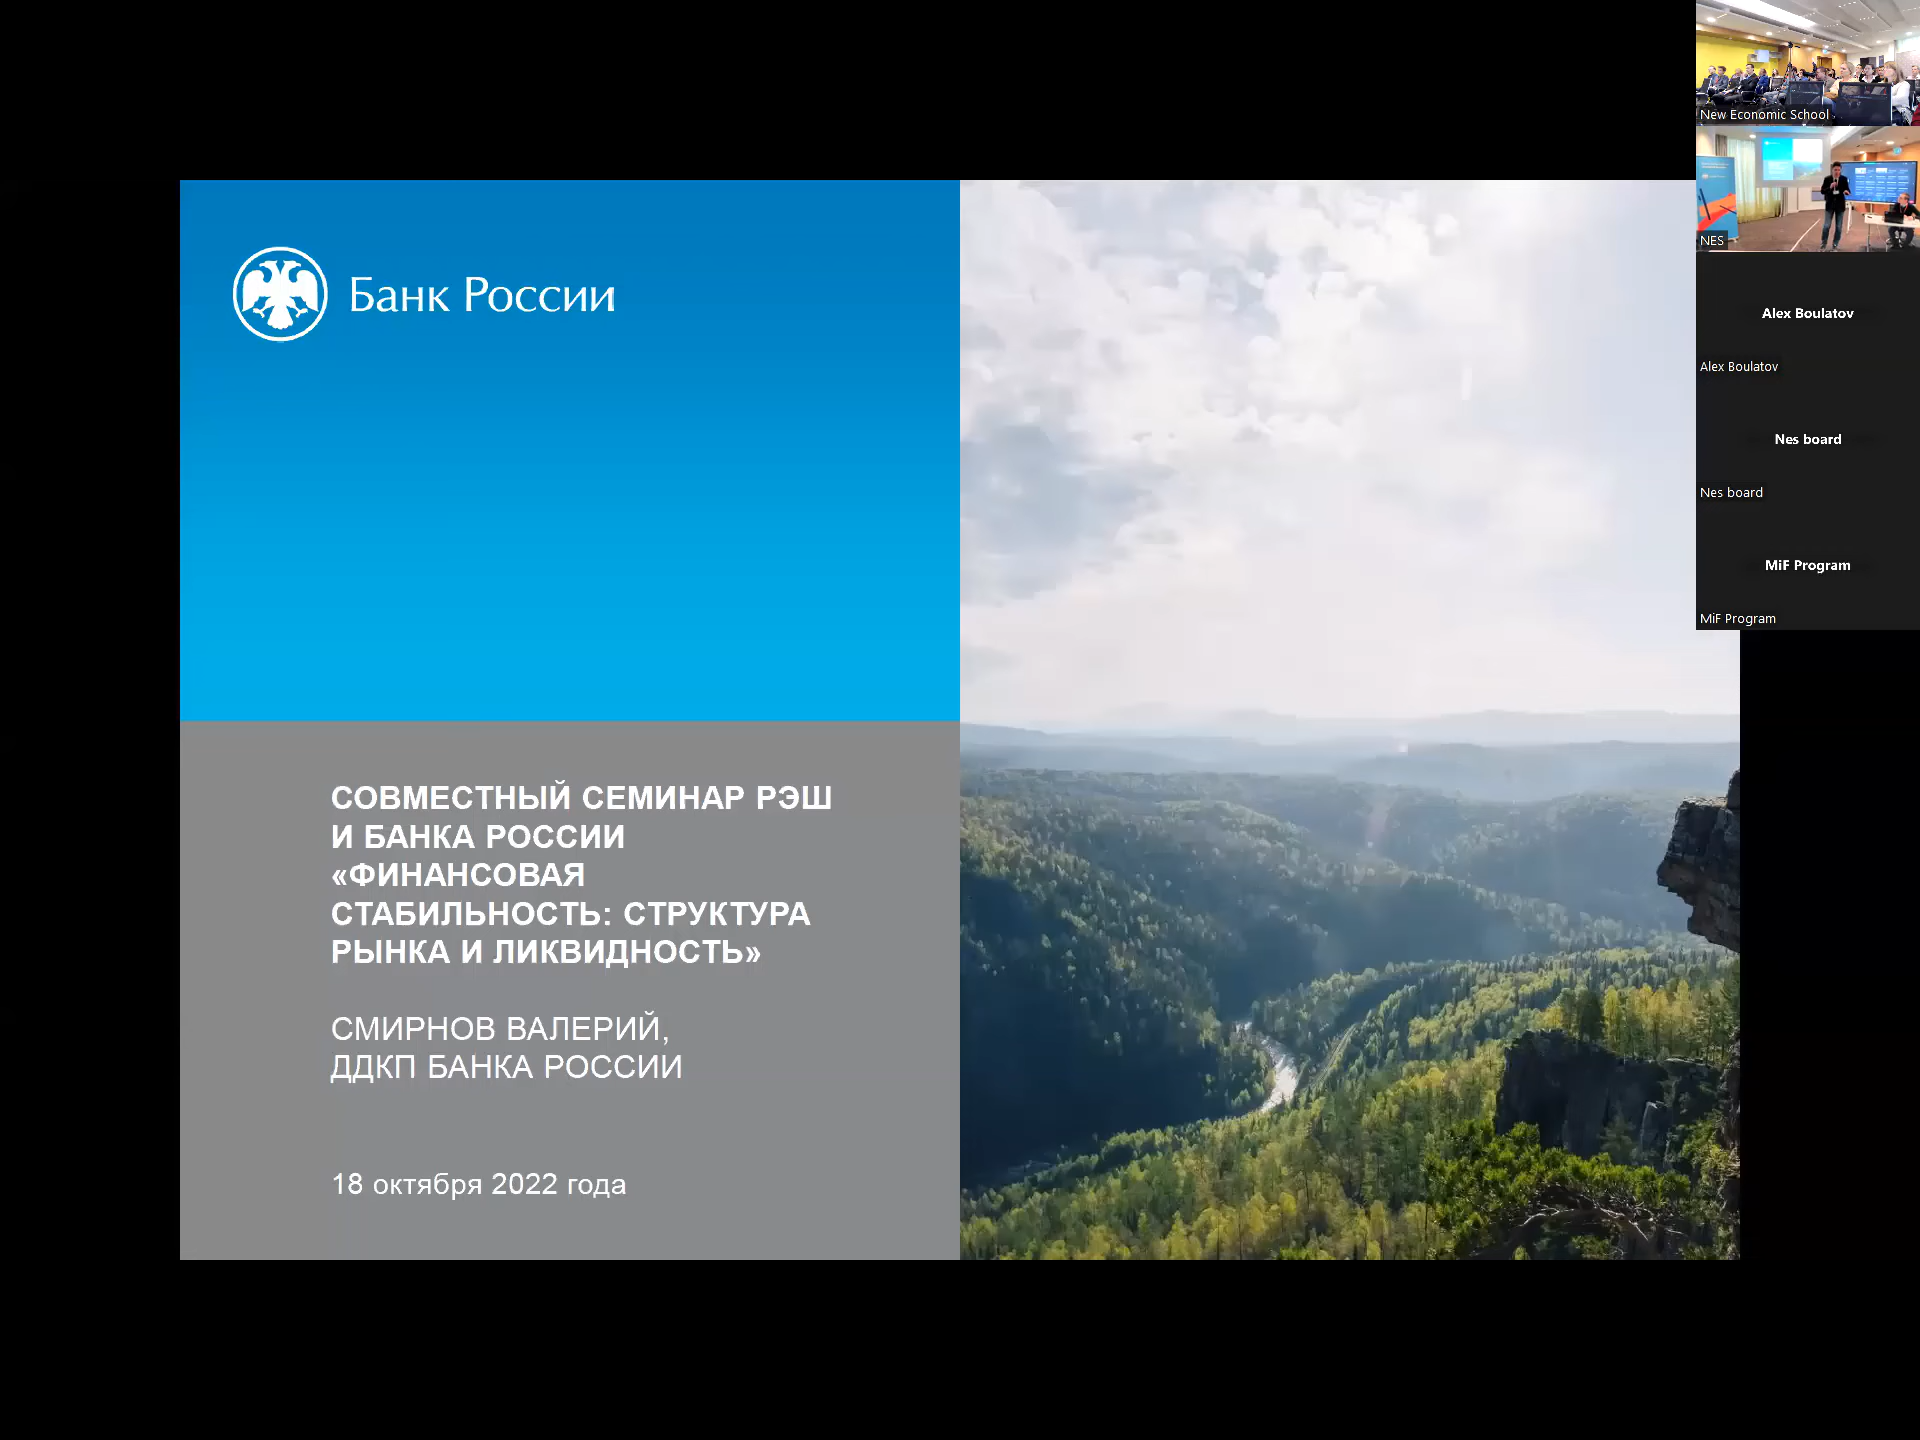 Банк России
СОВМЕСТНЫЙ СЕМИНАР РЭШ
И БАНКА РОССИИ
«ФИНАНСОВАЯ
СТАБИЛЬНОСТЬ: СТРУКТУРА
РЫНКА И ЛИКВИДНОСТЬ»
СМИРНОВ ВАЛЕРИЙ,
ДДКП БАНКА РОССИИ
18 октября 2022 года
New Economic School
NES
Alex Boulatov
Alex Boulatov
Nes board
Nes board
MiF Program
MiF Program